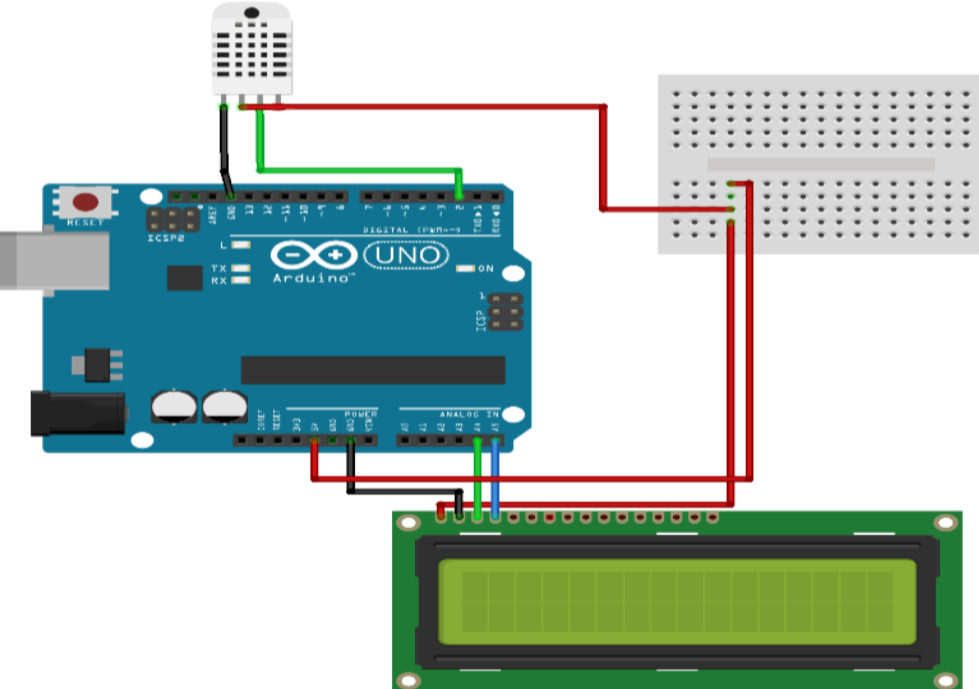 RESET
ICSP2
AREF
GND
13
12
~11
~10
~9
8
7
~6
~5
4
~3
2
TXD▶1
RXD◀0
DIGITAL (PWM=~)
L
TX
RX
Arduino™
UNO
ON
1
ICSP
POWER
ANALOG IN
IOREF
RESET
3V3
5V
GND
GND
VIN
A0
A1
A2
A3
A4
A5